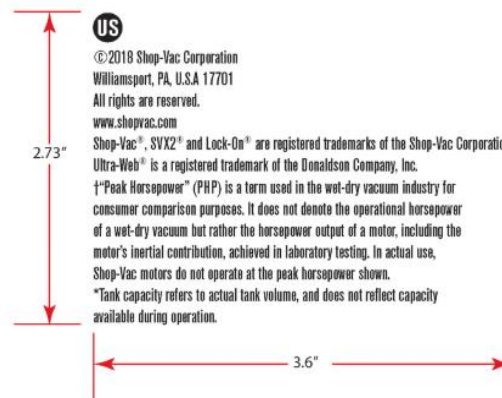 US
©2018 Shop-Vac Corporation
Williamsport, PA, U.S.A 17701
All rights are reserved.
www.shopvac.com
Shop-Vac®, SVX2® and Lock-On® are registered trademarks of the Shop-Vac Corporatio
Ultra-Web® is a registered trademark of the Donaldson Company, Inc.
†“Peak Horsepower” (PHP) is a term used in the wet-dry vacuum industry for
consumer comparison purposes. It does not denote the operational horsepower
of a wet-dry vacuum but rather the horsepower output of a motor, including the
motor’s inertial contribution, achieved in laboratory testing. In actual use,
Shop-Vac motors do not operate at the peak horsepower shown.
*Tank capacity refers to actual tank volume, and does not reflect capacity
available during operation.
2.73"
3.6"